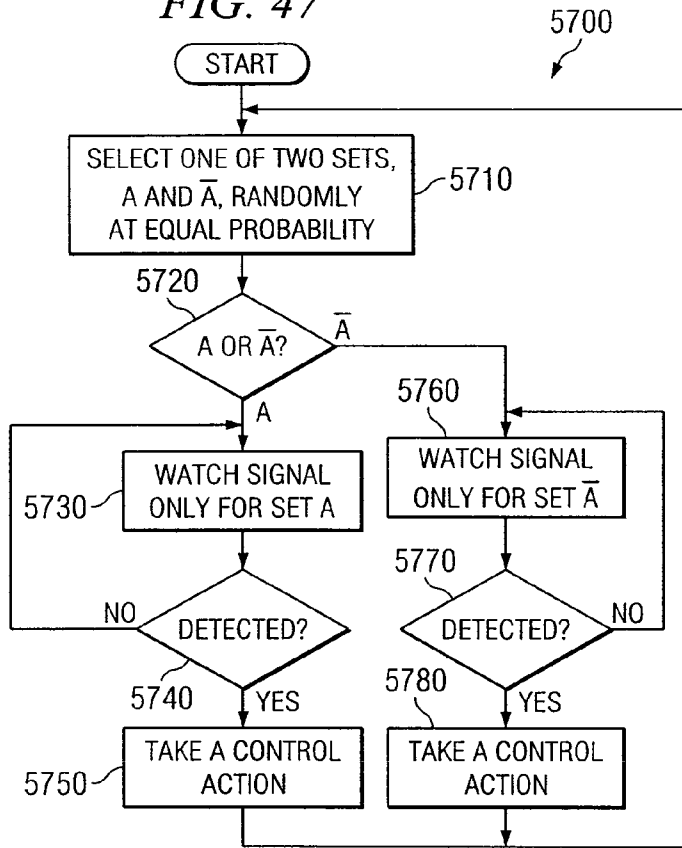 FIG. 47
5700
START
SELECT ONE OF TWO SETS,
A AND A̅, RANDOMLY
AT EQUAL PROBABILITY
5710
5720
A OR A̅?
A̅
A
5760
WATCH SIGNAL
ONLY FOR SET A
5730
WATCH SIGNAL
ONLY FOR SET A̅
5770
NO
DETECTED?
DETECTED?
NO
5740
YES
5780
YES
TAKE A CONTROL
ACTION
5750
TAKE A CONTROL
ACTION